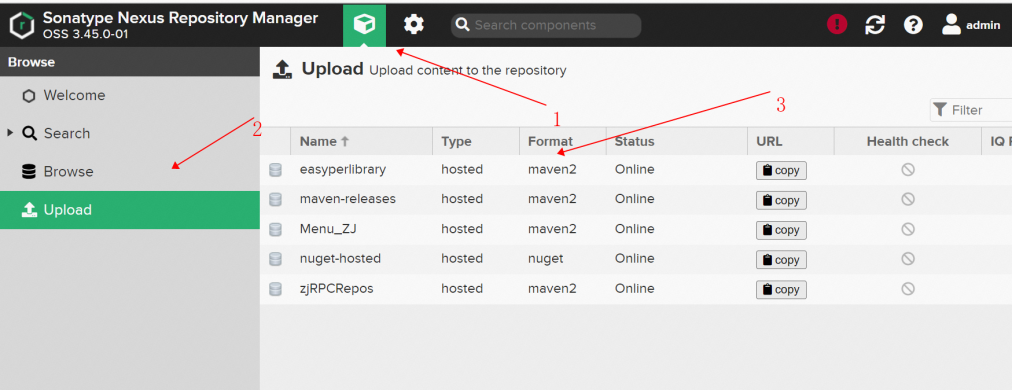 Sonatype Nexus Repository Manager
OSS 3.45.0-01
Search components
admin
Browse
Welcome
Search
Browse
Upload
Upload Upload content to the repository
1
2
3
Filter
Name Type Format Status URL Health check IQ
easyperlibrary hosted maven2 Online copy
maven-releases hosted maven2 Online copy
Menu_ZJ hosted maven2 Online copy
nuget-hosted hosted nuget Online copy
zjRPCRepos hosted maven2 Online copy